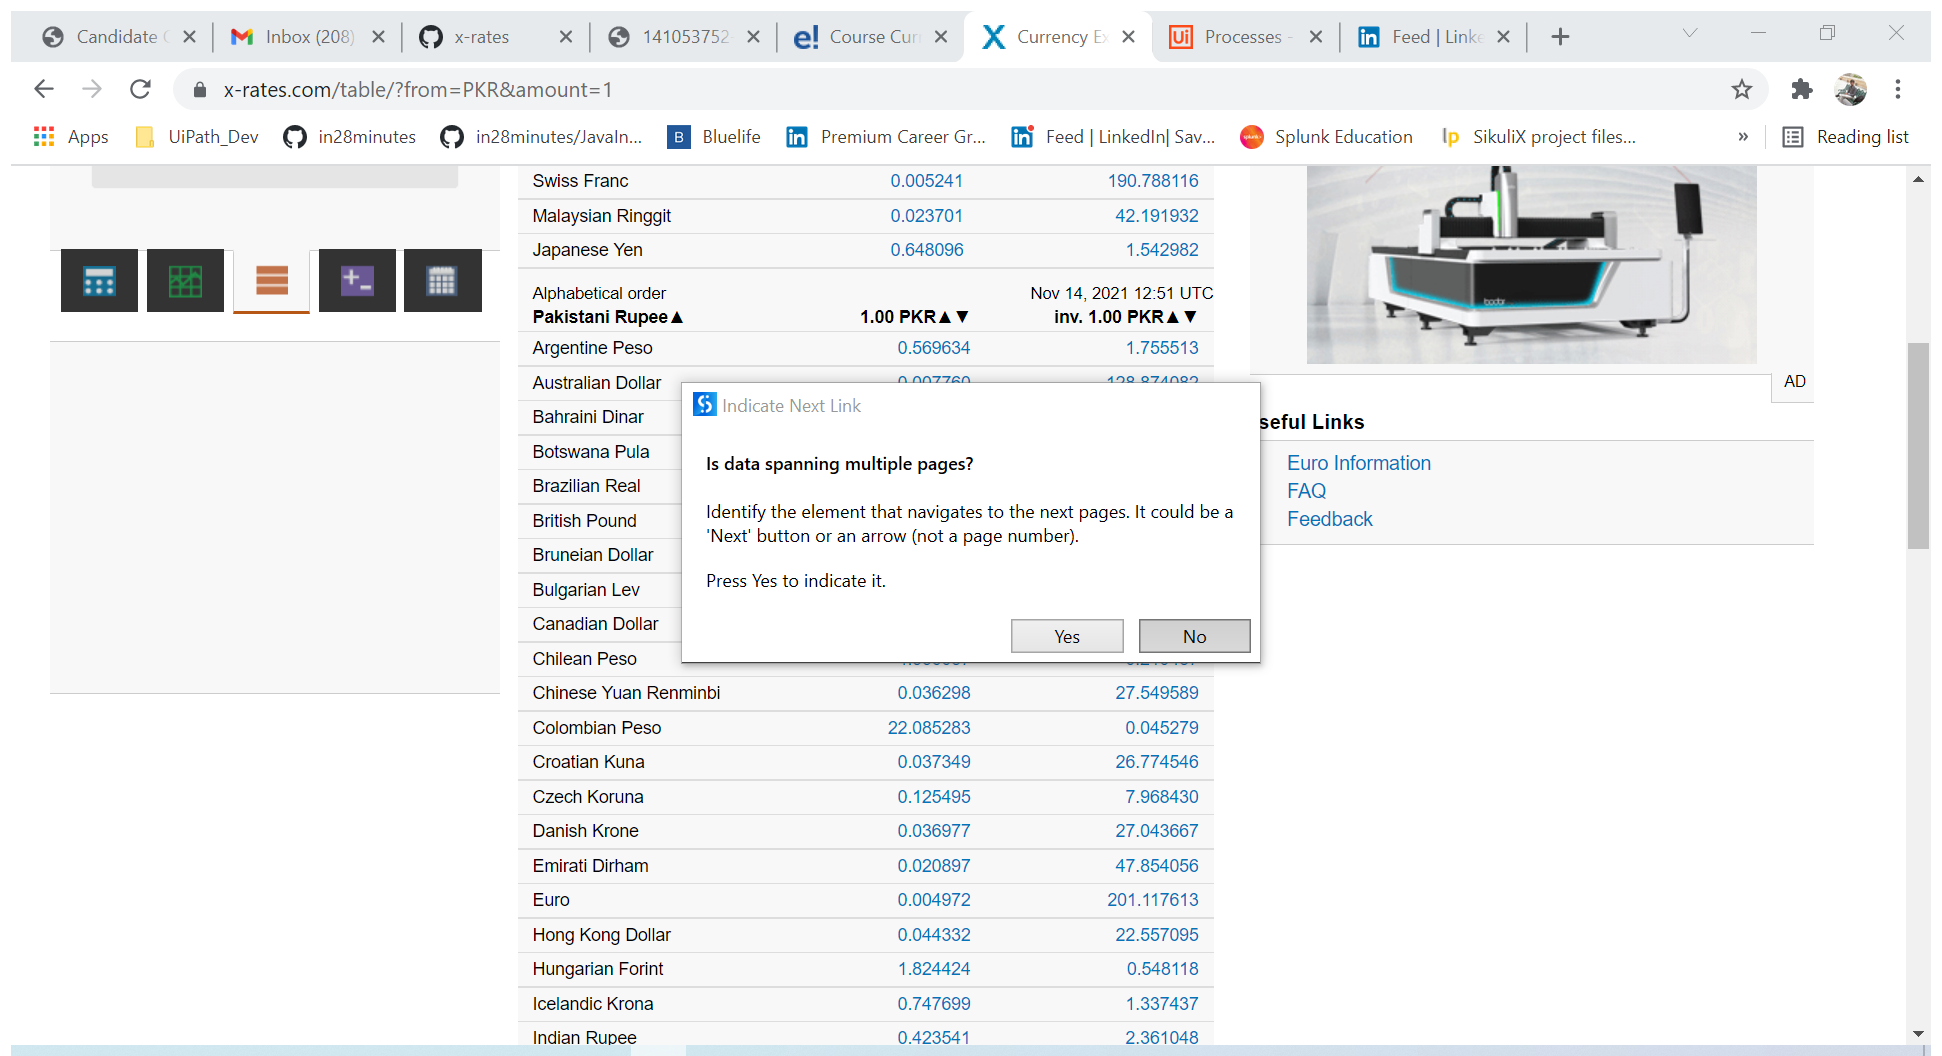 Candidate C
Inbox (208)
x-rates
141053752
Course Curr
Currency Ex
Processes -
Feed | Linke
x-rates.com/table/?from=PKR&amount=1
Apps
UiPath_Dev
in28minutes
in28minutes/JavaIn...
Bluelife
Premium Career Gr...
Feed | LinkedIn| Sav...
Splunk Education
SikuliX project files...
»
Reading list
Swiss Franc 0.005241 190.788116
Malaysian Ringgit 0.023701 42.191932
Japanese Yen 0.648096 1.542982
Alphabetical order Nov 14, 2021 12:51 UTC
Pakistani Rupee▲ 1.00 PKR▲▼ inv. 1.00 PKR▲▼
Argentine Peso 0.569634 1.755513
Australian Dollar 0.007760 128.874082
Bahraini Dinar
Botswana Pula
Brazilian Real
British Pound
Bruneian Dollar
Bulgarian Lev
Canadian Dollar
Chilean Peso
Chinese Yuan Renminbi 0.036298 27.549589
Colombian Peso 22.085283 0.045279
Croatian Kuna 0.037349 26.774546
Czech Koruna 0.125495 7.968430
Danish Krone 0.036977 27.043667
Emirati Dirham 0.020897 47.854056
Euro 0.004972 201.117613
Hong Kong Dollar 0.044332 22.557095
Hungarian Forint 1.824424 0.548118
Icelandic Krona 0.747699 1.337437
Indian Rupee 0.423541 2.361048
Indicate Next Link
Is data spanning multiple pages?
Identify the element that navigates to the next pages. It could be a
'Next' button or an arrow (not a page number).
Press Yes to indicate it.
Yes
No
bodor
AD
seful Links
Euro Information
FAQ
Feedback